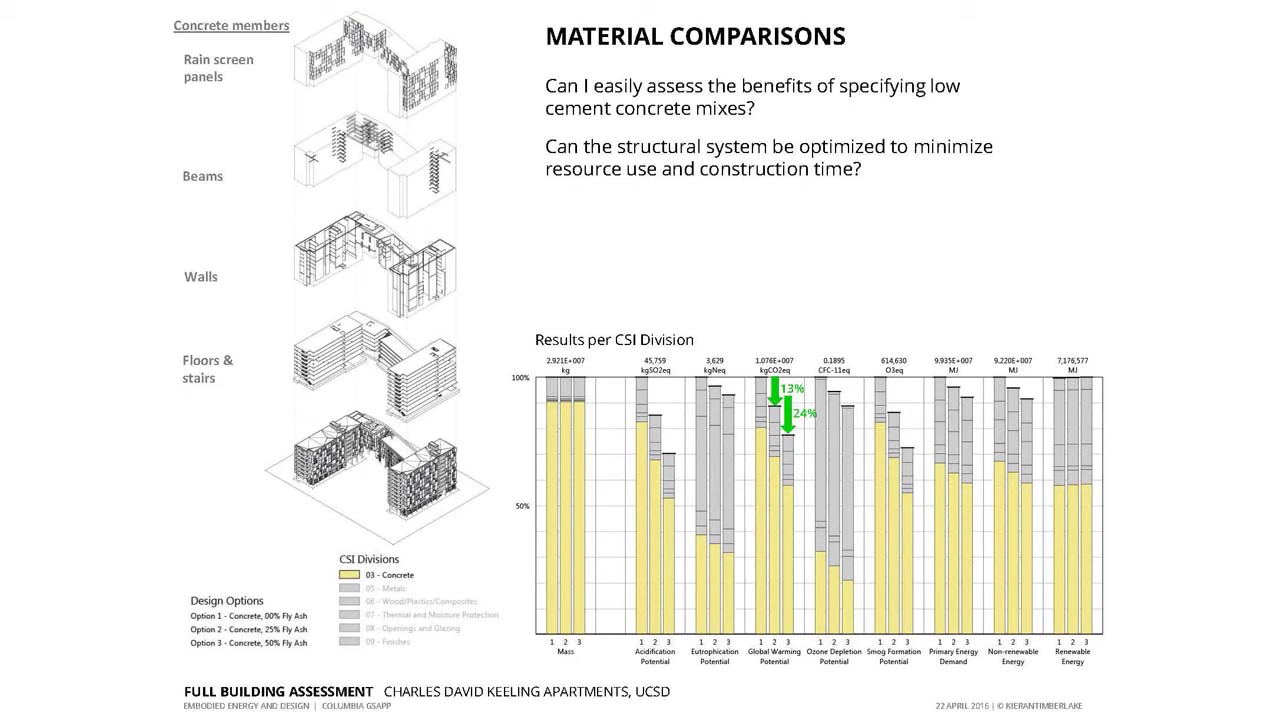 Concrete members
Rain screen
panels
Beams
Walls
Floors &
stairs
MATERIAL COMPARISONS
Can I easily assess the benefits of specifying low
cement concrete mixes?
Can the structural system be optimized to minimize
resource use and construction time?
Results per CSI Division
2.921E+007 45,759 3,629 1.076E+007 0.1895 614,630 9.935E+007 9.220E+007 7,176,577
kg kgSO2eq kgNeq kgCO2eq CFC-11eq O3eq MJ MJ MJ
100%
13%
24%
50%
1 2 3 1 2 3 1 2 3 1 2 3 1 2 3 1 2 3 1 2 3 1 2 3 1 2 3
Mass Acidification Eutrophication Global Warming Ozone Depletion Smog Formation Primary Energy Non-renewable Renewable
Potential Potential Potential Potential Potential Demand Energy Energy
CSI Divisions
03 - Concrete
05 - Metals
06 - Wood/Plastics/Composites
07 - Thermal and Moisture Protection
08 - Openings and Glazing
09 - Finishes
Design Options
Option 1 - Concrete, 00% Fly Ash
Option 2 - Concrete, 25% Fly Ash
Option 3 - Concrete, 50% Fly Ash
FULL BUILDING ASSESSMENT CHARLES DAVID KEELING APARTMENTS, UCSD
EMBODIED ENERGY AND DESIGN | COLUMBIA GSAPP
22 APRIL 2016 | © KIERANTIMBERLAKE